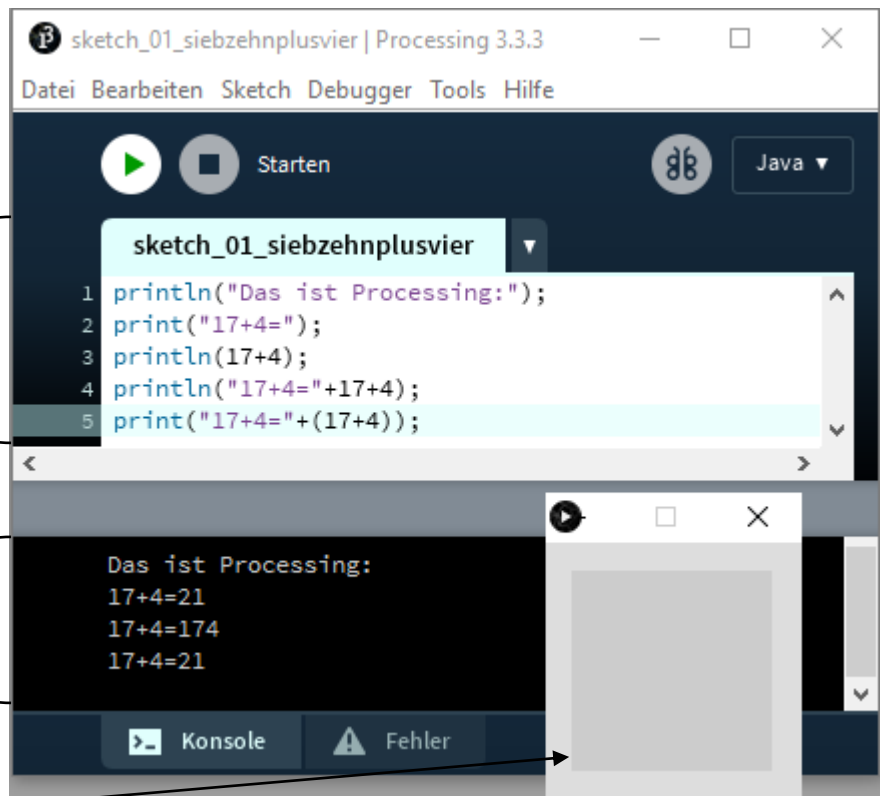 sketch_01_siebzehnplusvier | Processing 3.3.3
Datei Bearbeiten Sketch Debugger Tools Hilfe
Starten
Java
sketch_01_siebzehnplusvier
1 println("Das ist Processing:");
2 print("17+4=");
3 println(17+4);
4 println("17+4="+17+4);
5 print("17+4="+(17+4));
Das ist Processing:
17+4=21
17+4=174
17+4=21
Konsole Fehler